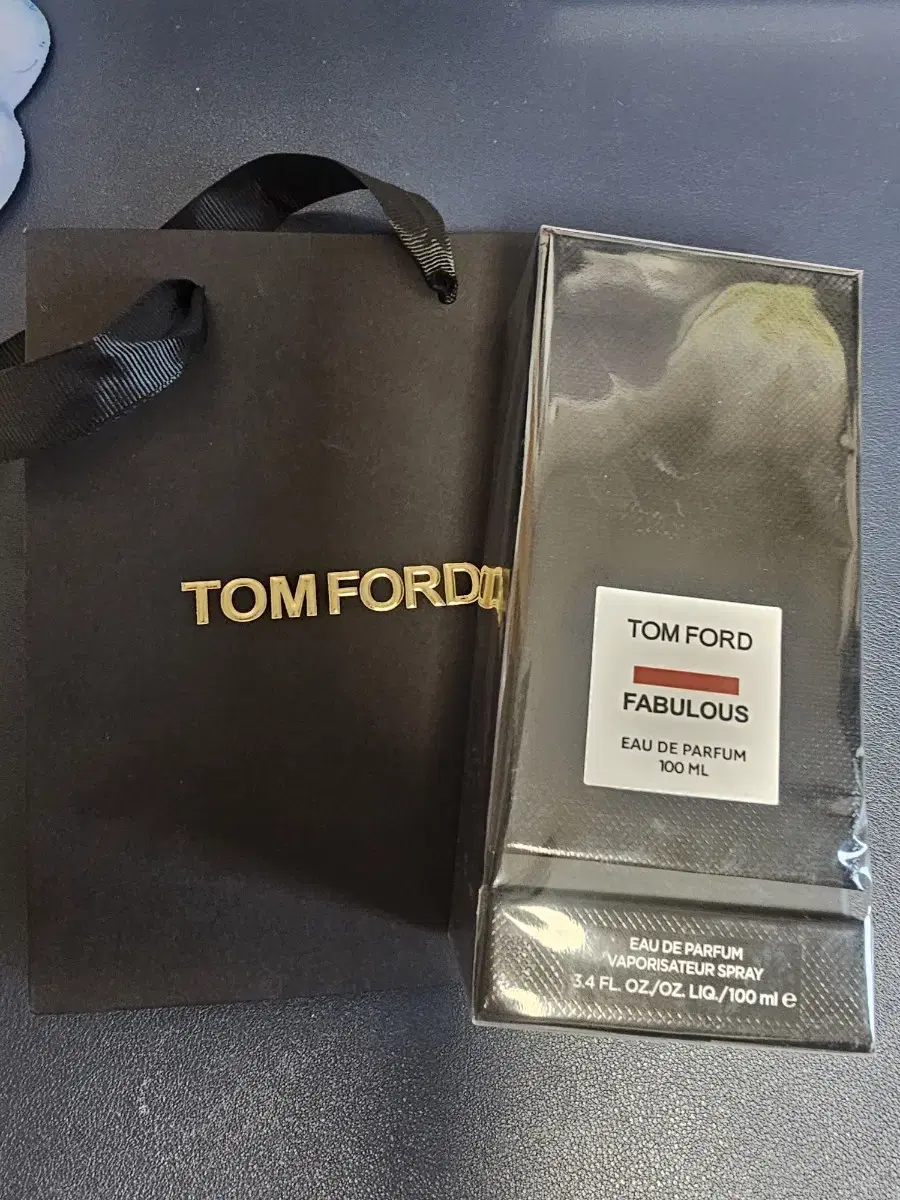 TOM FORD
TOM FORD
FABULOUS
EAU DE PARFUM
100 ML
EAU DE PARFUM
VAPORISATEUR SPRAY
3.4 FL. OZ./OZ. LIQ./100 ml e